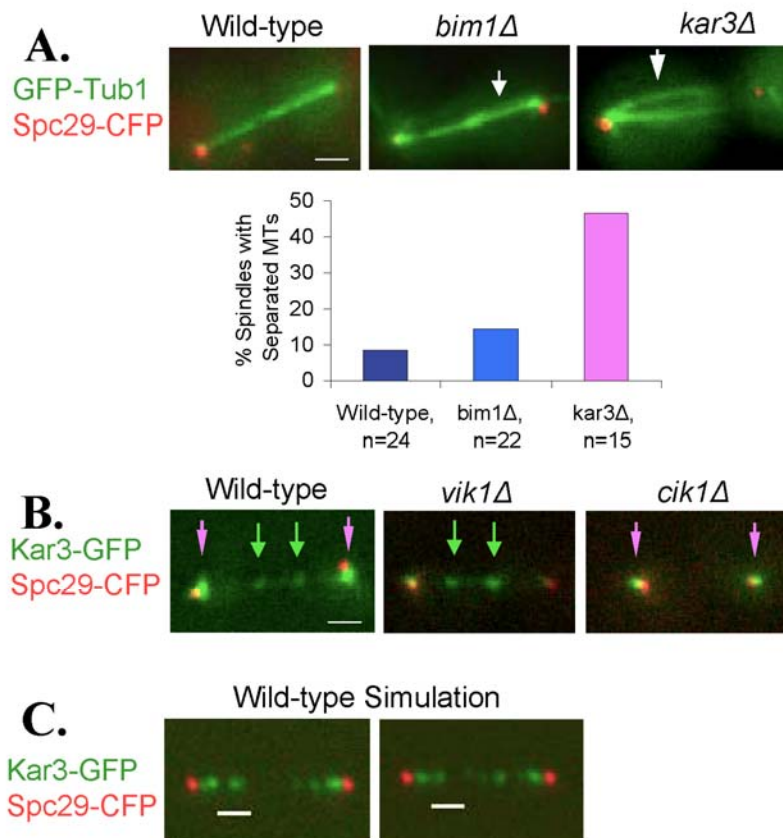 A.
Wild-type bim1Δ kar3Δ
GFP-Tub1
Spc29-CFP
% Spindles with
Separated MTs
50
40
30
20
10
0
Wild-type, bim1Δ, kar3Δ,
n=24 n=22 n=15
B.
Wild-type vik1Δ cik1Δ
Kar3-GFP
Spc29-CFP
C.
Wild-type Simulation
Kar3-GFP
Spc29-CFP